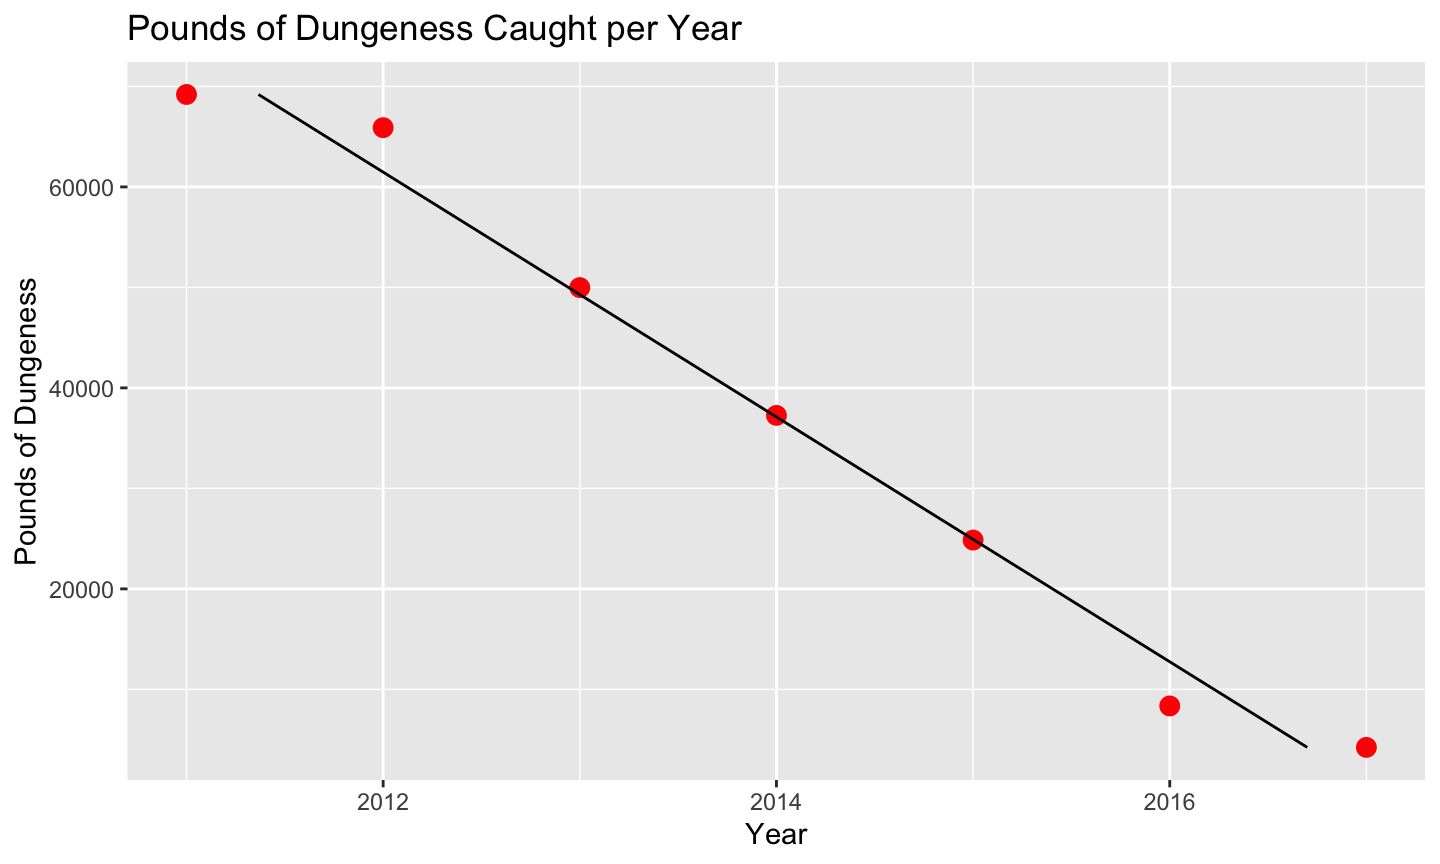 Pounds of Dungeness Caught per Year
Pounds of Dungeness
60000
40000
20000
2012
2014
2016
Year